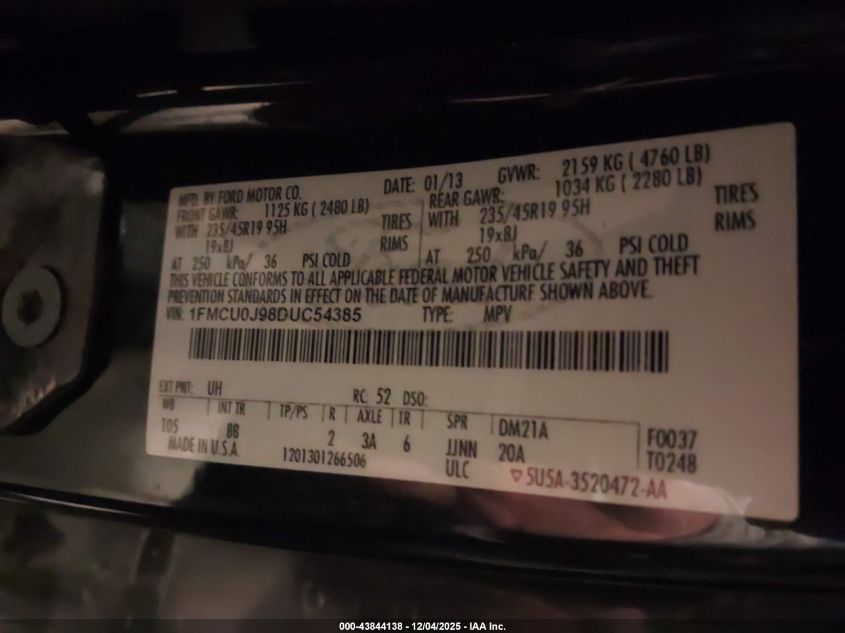 MFD. BY FORD MOTOR CO. DATE: 01/13 GVWR: 2159 KG ( 4760 LB)
FRONT GAWR: 1125 KG ( 2480 LB) REAR GAWR: 1034 KG ( 2280 LB)
WITH 235/45R19 95H TIRES WITH 235/45R19 95H TIRES
19x8J RIMS 19x8J RIMS
AT 250 kPa/ 36 PSI COLD AT 250 kPa/ 36 PSI COLD
THIS VEHICLE CONFORMS TO ALL APPLICABLE FEDERAL MOTOR VEHICLE SAFETY AND THEFT
PREVENTION STANDARDS IN EFFECT ON THE DATE OF MANUFACTURE SHOWN ABOVE.
VIN: 1FMCU0J98DUC54385 TYPE: MPV
EXT PNT: UH RC: 52 DSO:
WB INT TR TP/PS R AXLE TR SPR DM21A F0037
105 8B 2 3A 6 JJNN 20A T0248
MADE IN U.S.A. 1201301266506 ULC 5U5A-3520472-AA
000-43844138 - 12/04/2025 - IAA Inc.